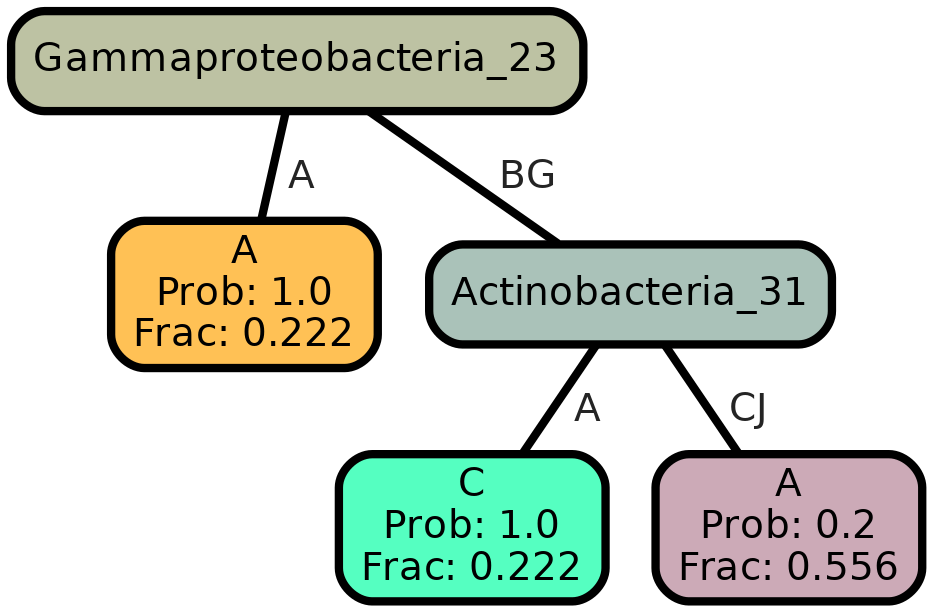 Gammaproteobacteria_23
A
BG
A
Prob: 1.0
Frac: 0.222
Actinobacteria_31
A
CJ
C
Prob: 1.0
Frac: 0.222
A
Prob: 0.2
Frac: 0.556